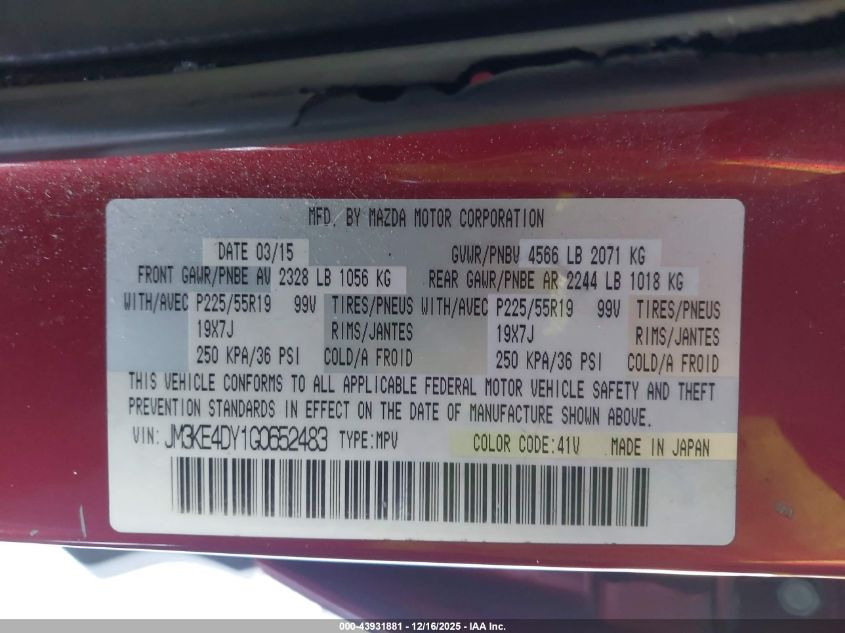 MFD. BY MAZDA MOTOR CORPORATION
DATE 03/15 GVWR/PNBV 4566 LB 2071 KG
FRONT GAWR/PNBE AV 2328 LB 1056 KG REAR GAWR/PNBE AR 2244 LB 1018 KG
WITH/AVEC P225/55R19 99V TIRES/PNEUS WITH/AVEC P225/55R19 99V TIRES/PNEUS
19X7J RIMS/JANTES 19X7J RIMS/JANTES
250 KPA/36 PSI COLD/A FROID 250 KPA/36 PSI COLD/A FROID
THIS VEHICLE CONFORMS TO ALL APPLICABLE FEDERAL MOTOR VEHICLE SAFETY AND THEFT
PREVENTION STANDARDS IN EFFECT ON THE DATE OF MANUFACTURE SHOWN ABOVE.
VIN: JM3KE4DY1G0652483 TYPE:MPV COLOR CODE:41V MADE IN JAPAN
000-43931881 - 12/16/2025 - IAA Inc.